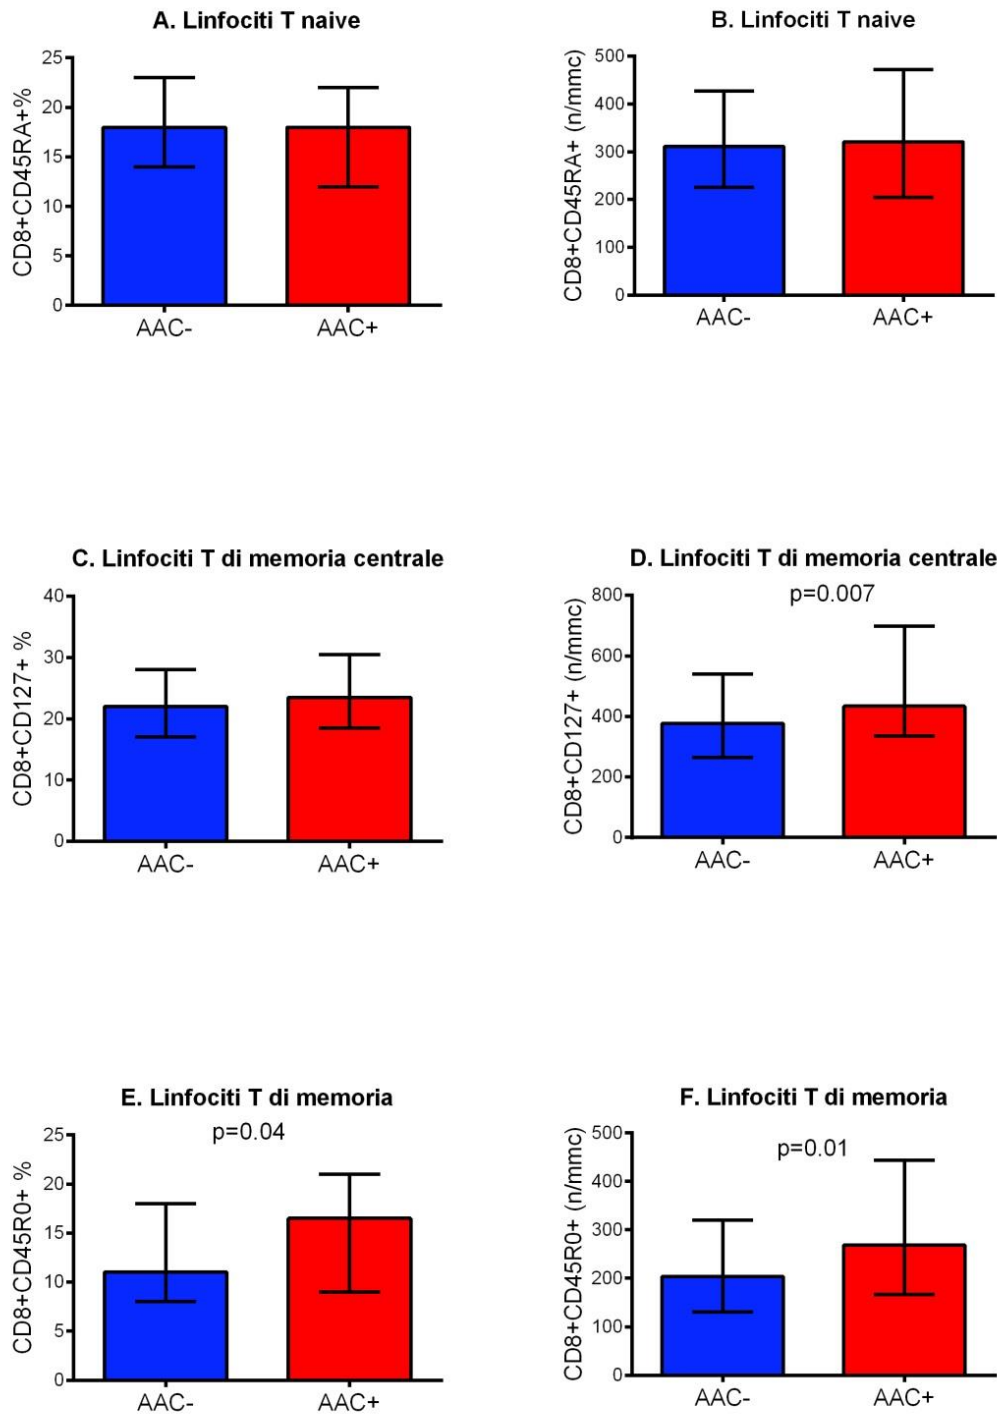 A. Linfociti T naive
CD8+CD45RA+%
25
20
15
10
5
0
AAC-
AAC+
B. Linfociti T naive
CD8+CD45RA+ (n/mmc)
500
400
300
200
100
0
AAC-
AAC+
C. Linfociti T di memoria centrale
CD8+CD127+ %
40
30
20
10
0
AAC-
AAC+
D. Linfociti T di memoria centrale
p=0.007
CD8+CD127+ (n/mmc)
800
600
400
200
0
AAC-
AAC+
E. Linfociti T di memoria
p=0.04
CD8+CD45R0+ %
25
20
15
10
5
0
AAC-
AAC+
F. Linfociti T di memoria
p=0.01
CD8+CD45R0+ (n/mmc)
500
400
300
200
100
0
AAC-
AAC+